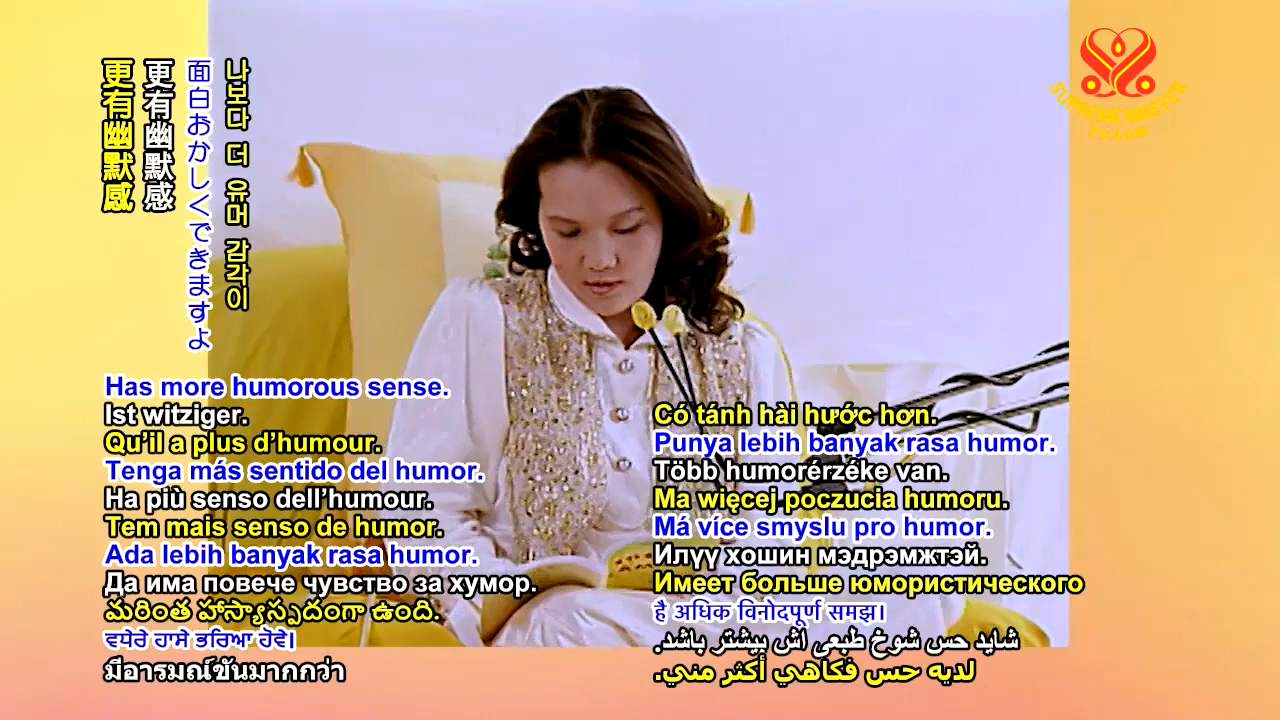 更有幽默感
更有幽默感
面白おかしくできますよ
나보다 더 유머 감각이
SUPREME MASTER
TV.com
Has more humorous sense.
Ist witziger.
Qu’il a plus d’humour.
Tenga más sentido del humor.
Ha più senso dell’humour.
Tem mais senso de humor.
Ada lebih banyak rasa humor.
Да има повече чувство за хумор.
మరింత హాస్యాస్పదంగా ఉంది.
ਵਧੇਰੇ ਹਾਸੇ ਭਰਿਆ ਹੋਵੇ।
มีอารมณ์ขันมากกว่า
Có tánh hài hước hơn.
Punya lebih banyak rasa humor.
Több humorérzéke van.
Ma więcej poczucia humoru.
Má více smyslu pro humor.
Илүү хошин мэдрэмжтэй.
Имеет больше юмористического
है अधिक विनोदपूर्ण समझ।
شاید حس شوخ طبعی اش بیشتر باشد.
لديه حس فكاهي أكثر مني.